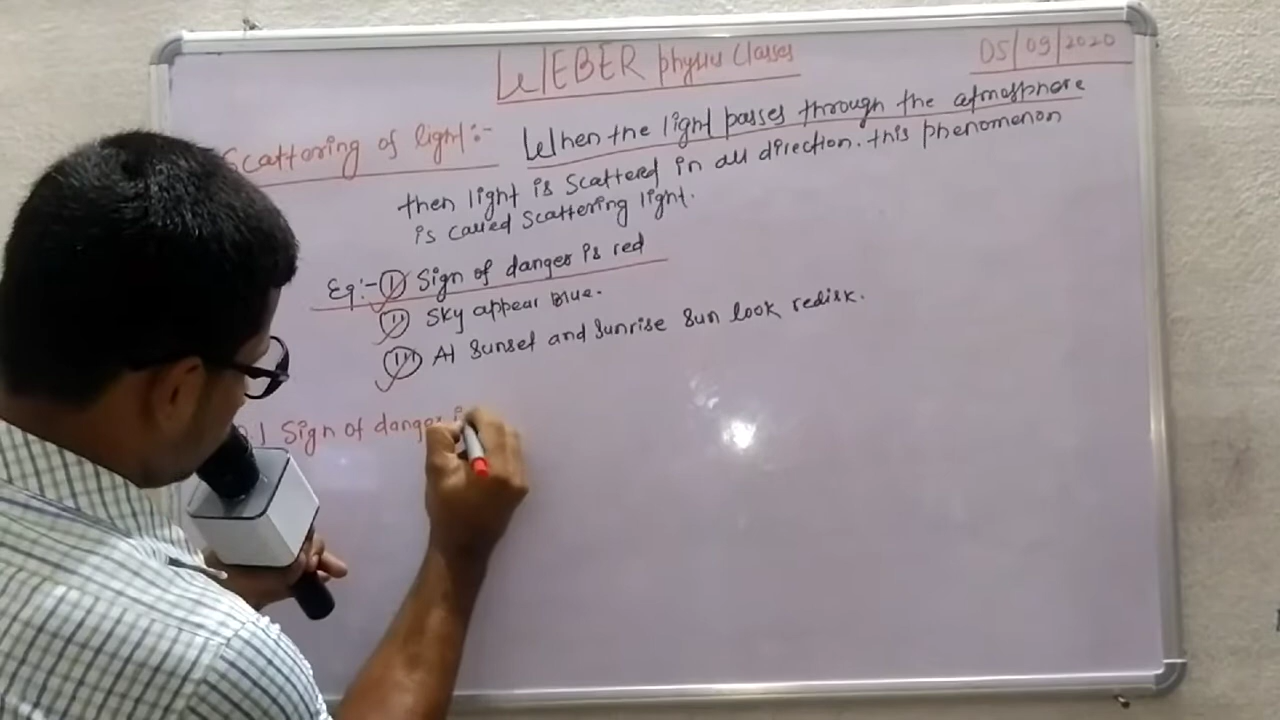 WEBER physics Classes
05/09/2020
Scattering of light:- When the light passes through the atmosphere
then light is Scattered in all direction. this phenomenon
is called Scattering light.
Eg:- (i) Sign of danger is red
(ii) Sky appear Blue.
(iii) At Sunset and Sunrise Sun look redisk.
1 Sign of danger i